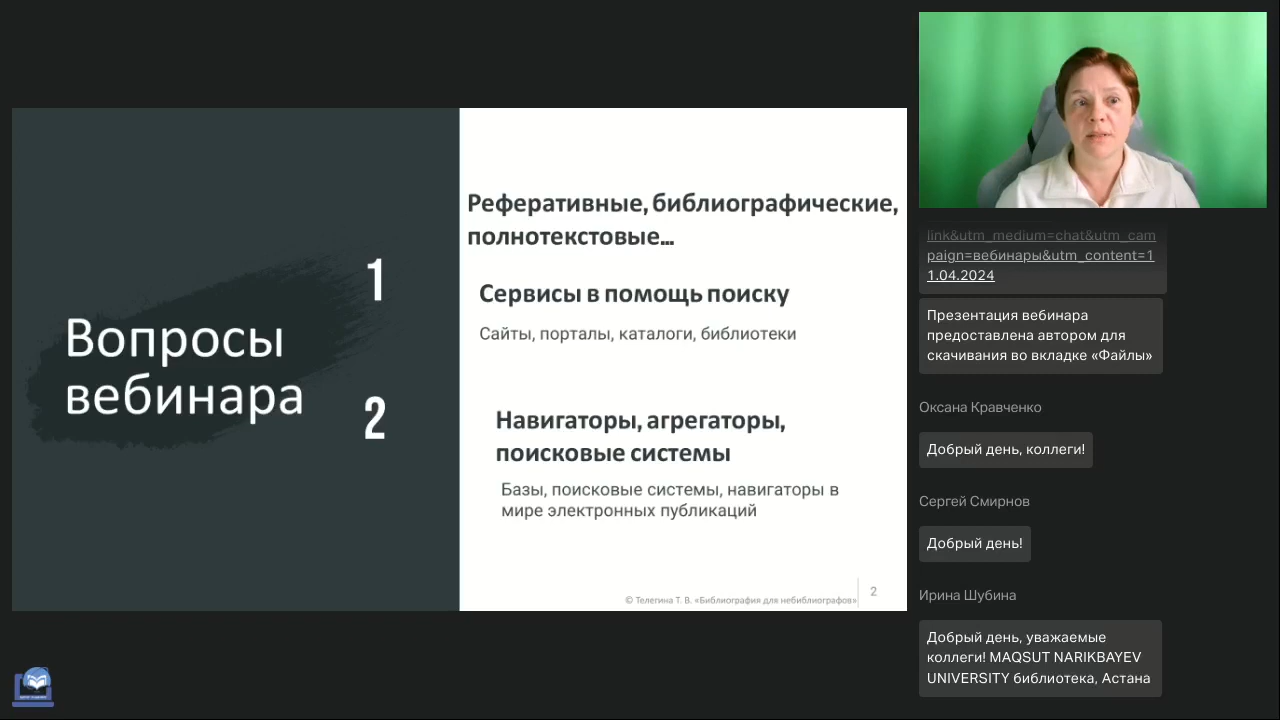 Вопросы
вебинара
1
2
Реферативные, библиографические,
полнотекстовые...
Сервисы в помощь поиску
Сайты, порталы, каталоги, библиотеки
Навигаторы, агрегаторы,
поисковые системы
Базы, поисковые системы, навигаторы в
мире электронных публикаций
© Телегина Т. В. «Библиография для небиблиографов»
2
link&utm_medium=chat&utm_cam
paign=вебинары&utm_content=1
1.04.2024
Презентация вебинара
предоставлена автором для
скачивания во вкладке «Файлы»
Оксана Кравченко
Добрый день, коллеги!
Сергей Смирнов
Добрый день!
Ирина Шубина
Добрый день, уважаемые
коллеги! MAQSUT NARIKBAYEV
UNIVERSITY библиотека, Астана